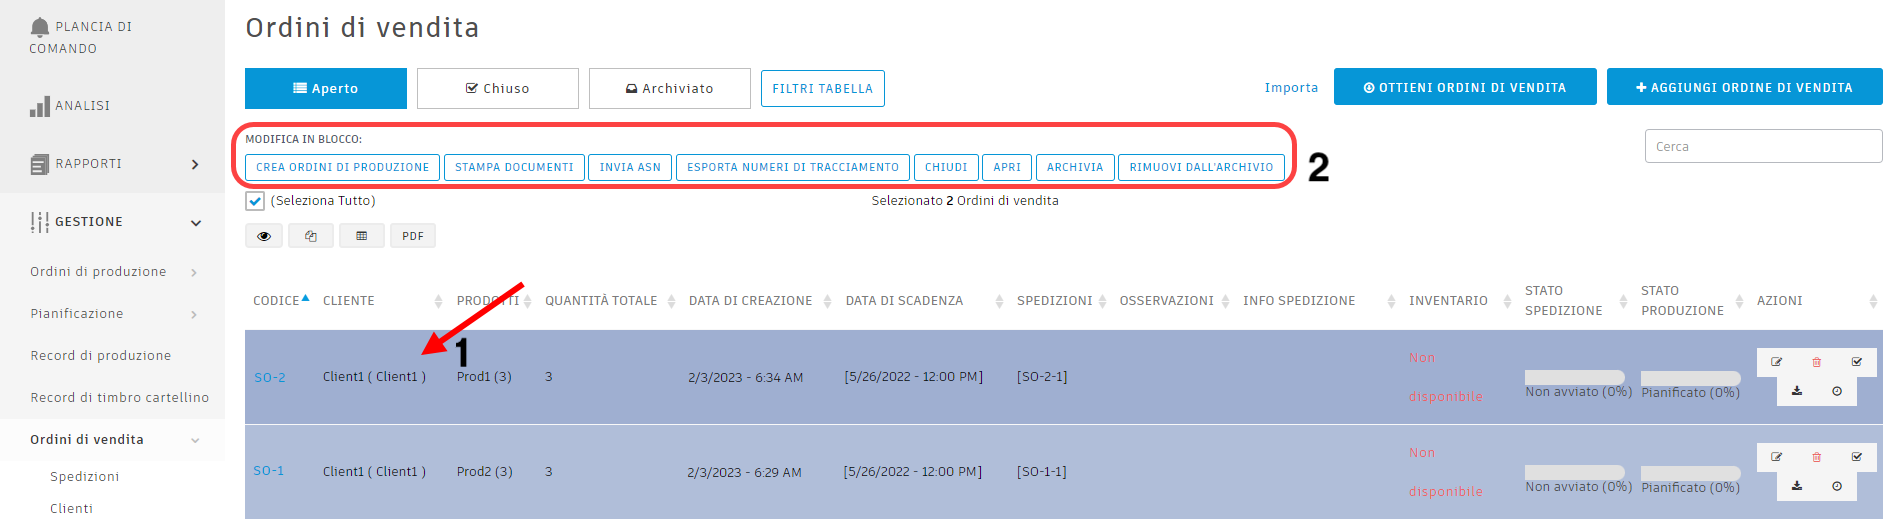 PLANCIA DI
COMANDO
ANALISI
RAPPORTI
GESTIONE
Ordini di produzione
Pianificazione
Record di produzione
Record di timbro cartellino
Ordini di vendita
Spedizioni
Clienti
Ordini di vendita
Aperto Chiuso Archiviato FILTRI TABELLA Importa OTTIENI ORDINI DI VENDITA AGGIUNGI ORDINE DI VENDITA
MODIFICA IN BLOCCO:
CREA ORDINI DI PRODUZIONE STAMPA DOCUMENTI INVIA ASN ESPORTA NUMERI DI TRACCIAMENTO CHIUDI APRI ARCHIVIA RIMUOVI DALL'ARCHIVIO
2
Cerca
(Seleziona Tutto) Selezionato 2 Ordini di vendita
PDF
CODICE CLIENTE PRODOTTI QUANTITÀ TOTALE DATA DI CREAZIONE DATA DI SCADENZA SPEDIZIONI OSSERVAZIONI INFO SPEDIZIONE INVENTARIO STATO SPEDIZIONE STATO PRODUZIONE AZIONI
1
SO-2 Client1 ( Client1 ) Prod1 (3) 3 2/3/2023 - 6:34 AM [5/26/2022 - 12:00 PM] [SO-2-1] Non disponibile Non avviato (0%) Pianificato (0%)
SO-1 Client1 ( Client1 ) Prod2 (3) 3 2/3/2023 - 6:29 AM [5/26/2022 - 12:00 PM] [SO-1-1] Non disponibile Non avviato (0%) Pianificato (0%)